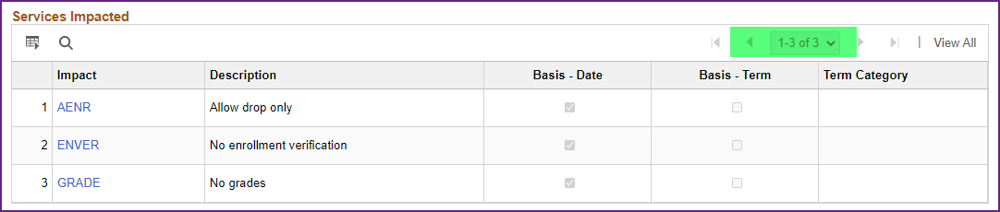 Services Impacted
1-3 of 3 | View All
Impact Description Basis - Date Basis - Term Term Category
1 AENR Allow drop only
2 ENVER No enrollment verification
3 GRADE No grades